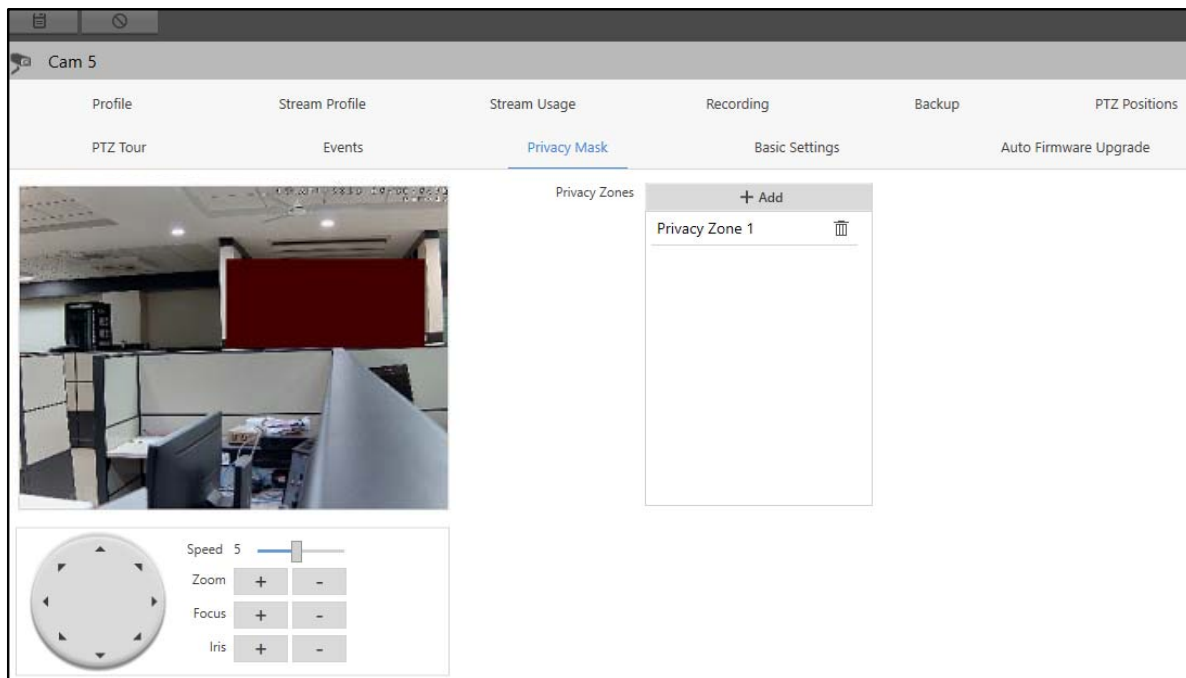 Cam 5
Profile Stream Profile Stream Usage Recording Backup PTZ Positions
PTZ Tour Events Privacy Mask Basic Settings Auto Firmware Upgrade
Privacy Zones + Add
Privacy Zone 1
Speed 5
Zoom + -
Focus + -
Iris + -